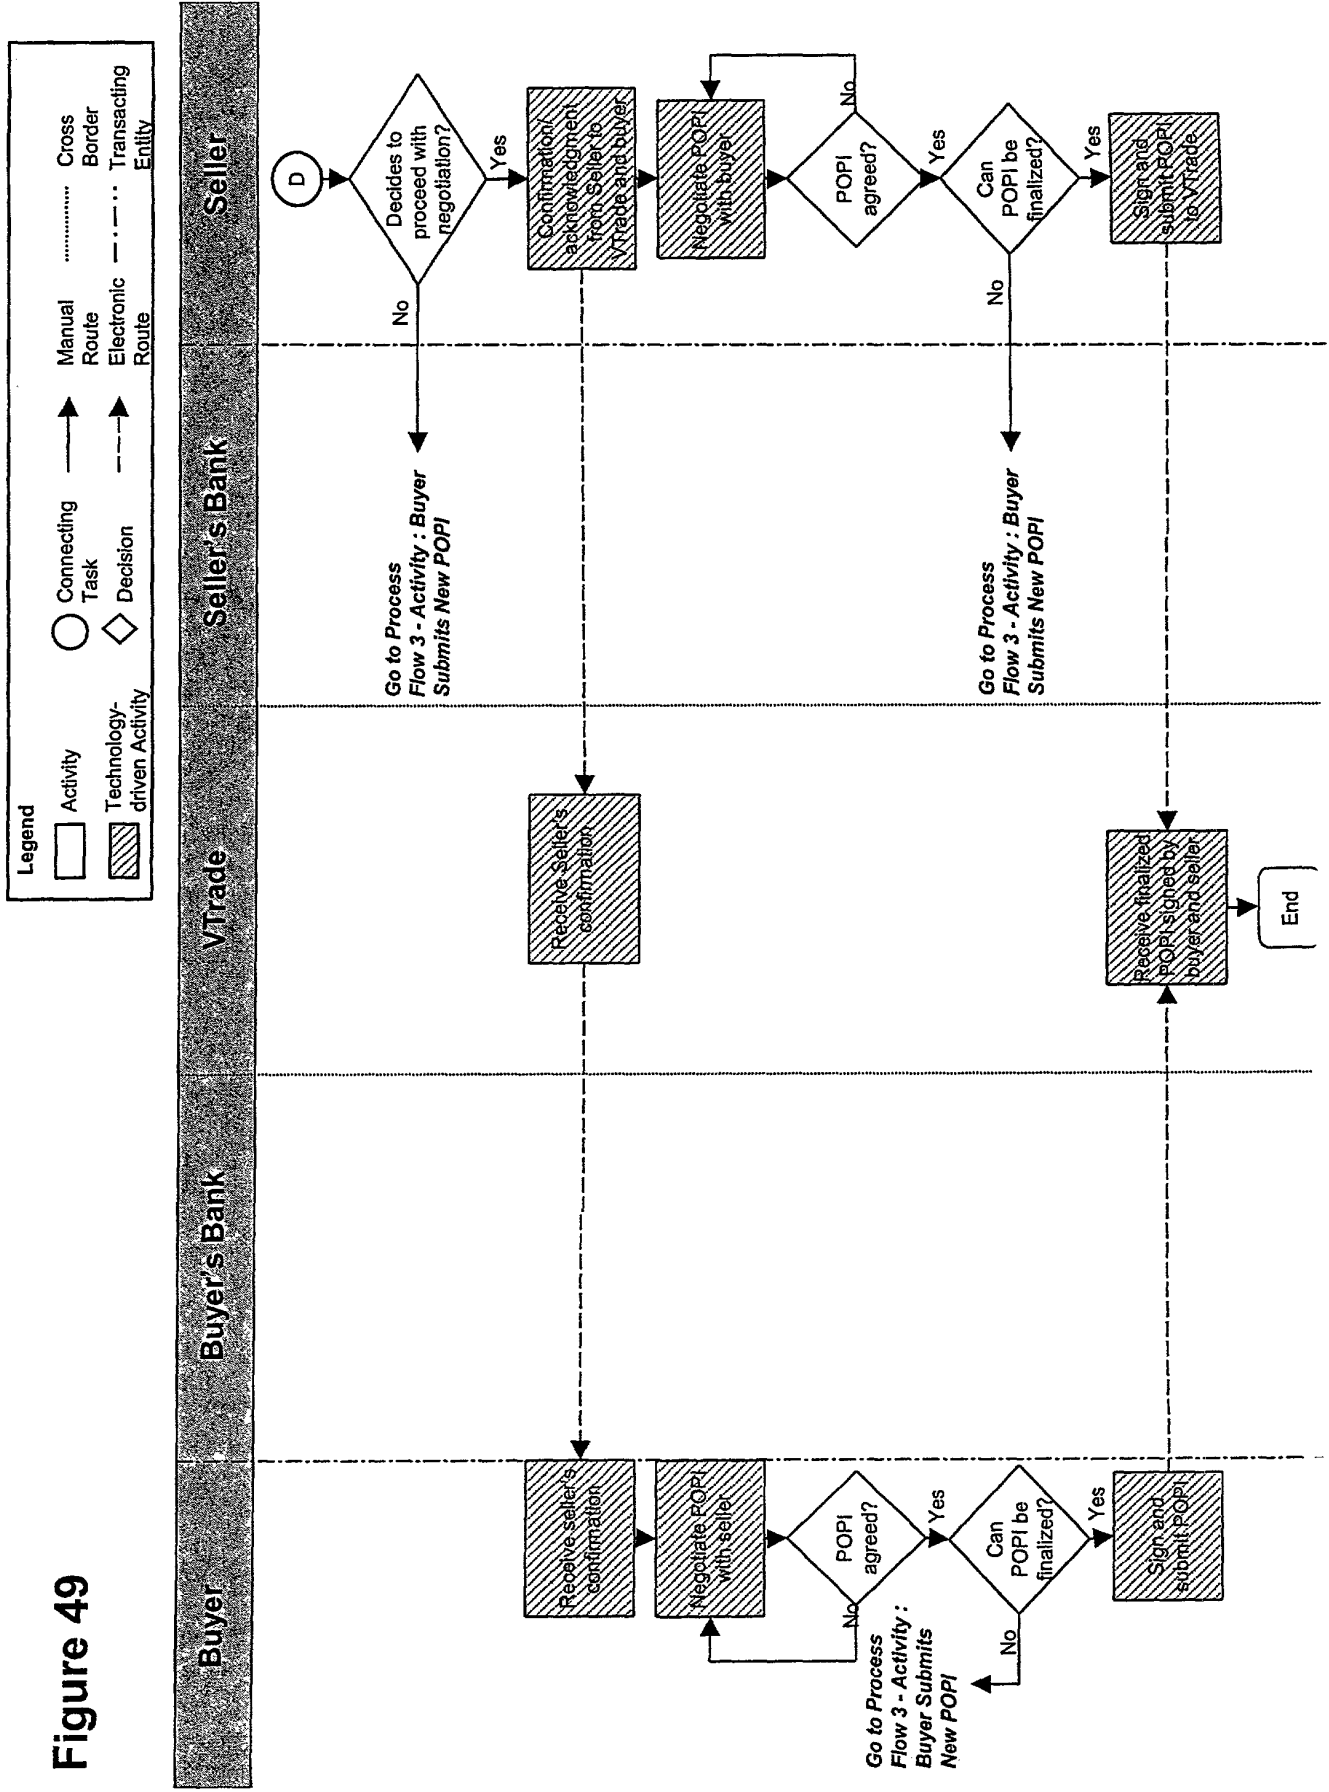 Figure 49
Legend
Activity
Technology-
driven Activity
Connecting
Task
Decision
Manual
Route
Electronic
Route
Cross
Border
Transacting
Entity
Buyer
Buyer's Bank
VTrade
Seller's Bank
Seller
D
Decides to
proceed with
negotiation?
No
Yes
Go to Process
Flow 3 - Activity : Buyer
Submits New POPI
Confirmation/
acknowledgment
from Seller to
VTrade and buyer
Receive Seller's
confirmation
Receive seller's
confirmation
Negotiate POPI
with seller
Negotiate POPI
with buyer
POPI
agreed?
No
Yes
POPI
agreed?
No
Yes
Can
POPI be
finalized?
No
Yes
Go to Process
Flow 3 - Activity :
Buyer Submits
New POPI
Can
POPI be
finalized?
No
Yes
Go to Process
Flow 3 - Activity : Buyer
Submits New POPI
Sign and
submit POPI
Receive finalized
POPI signed by
buyer and seller
Sign and
submit POPI
to VTrade
End